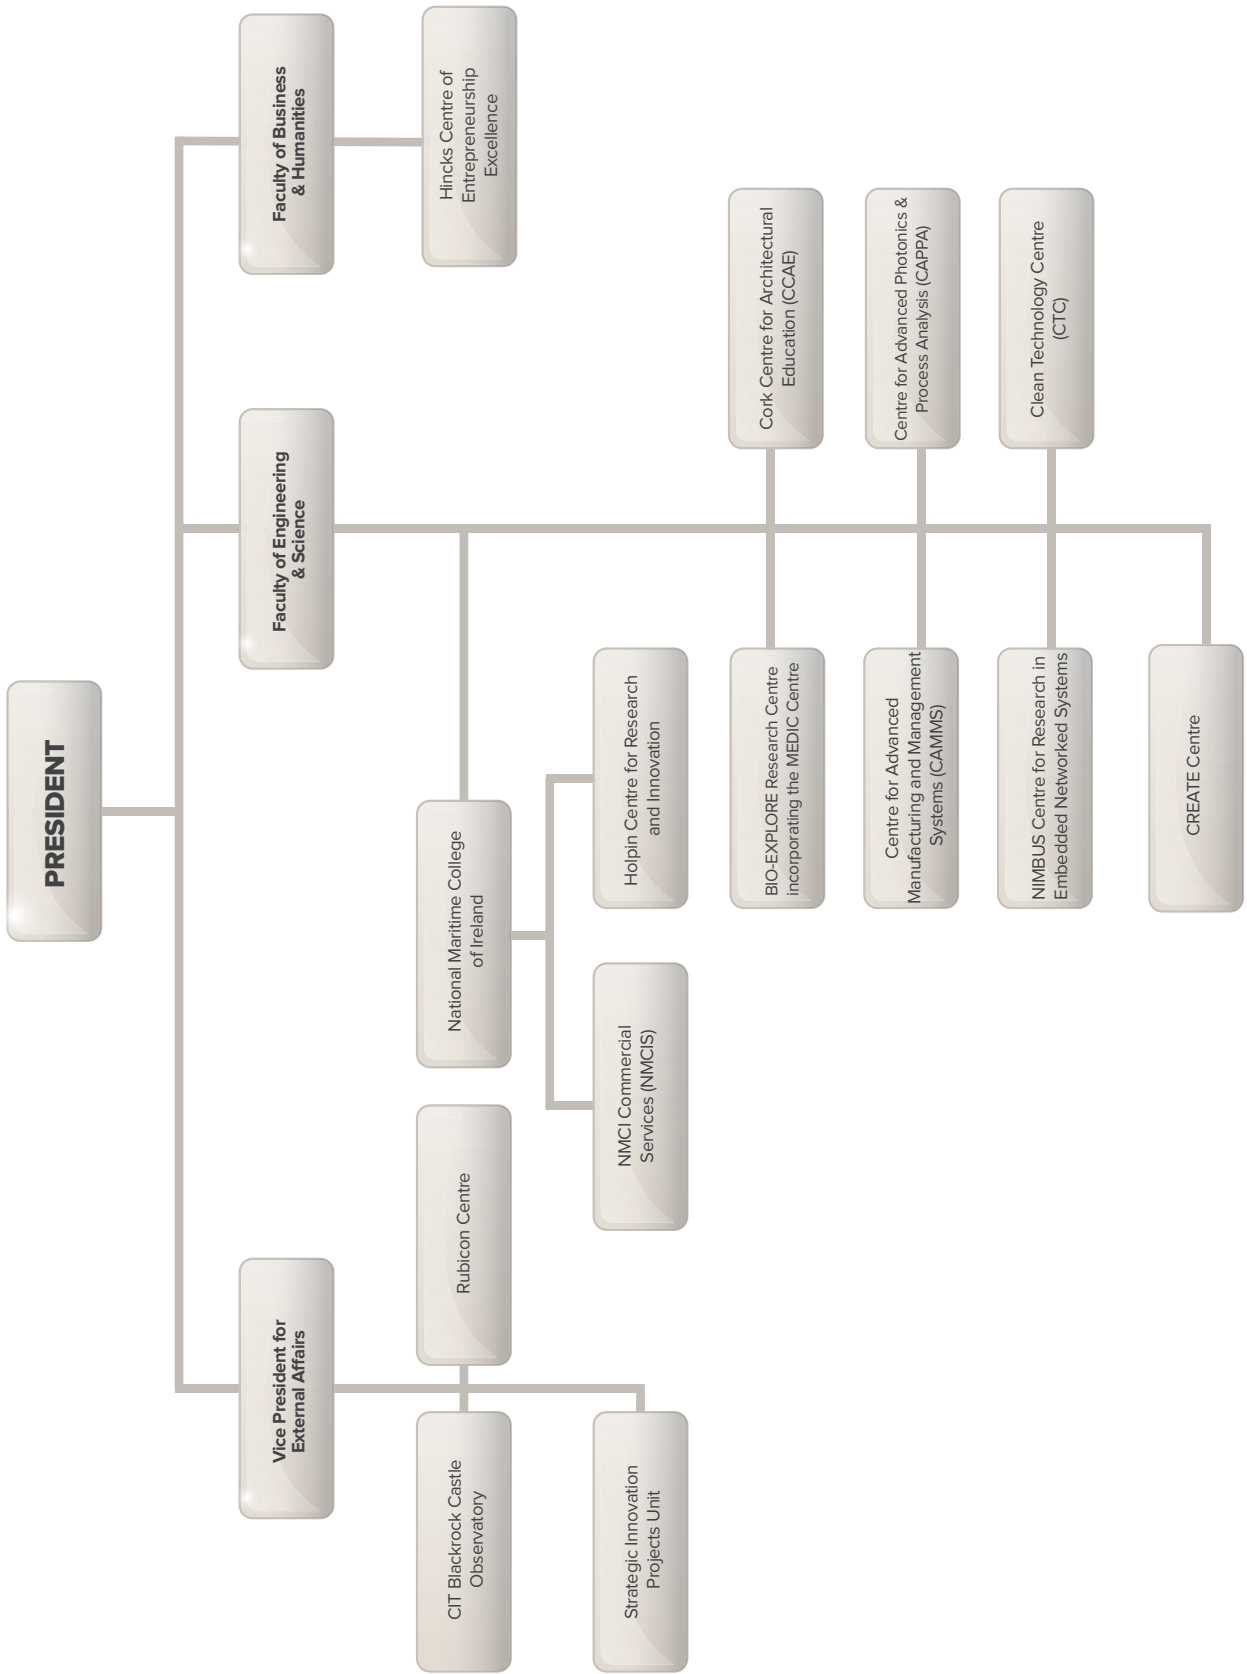 PRESIDENT
Vice President for
External Affairs
Faculty of Engineering
& Science
Faculty of Business
& Humanities
CIT Blackrock Castle
Observatory
Rubicon Centre
National Maritime College
of Ireland
Hincks Centre of
Entrepreneurship
Excellence
Strategic Innovation
Projects Unit
NMCI Commercial
Services (NMCIS)
Holpin Centre for Research
and Innovation
BIO-EXPLORE Research Centre
incorporating the MEDIC Centre
Cork Centre for Architectural
Education (CCAE)
Centre for Advanced
Manufacturing and Management
Systems (CAMMS)
Centre for Advanced Photonics &
Process Analysis (CAPPA)
NIMBUS Centre for Research in
Embedded Networked Systems
Clean Technology Centre
(CTC)
CREATE Centre